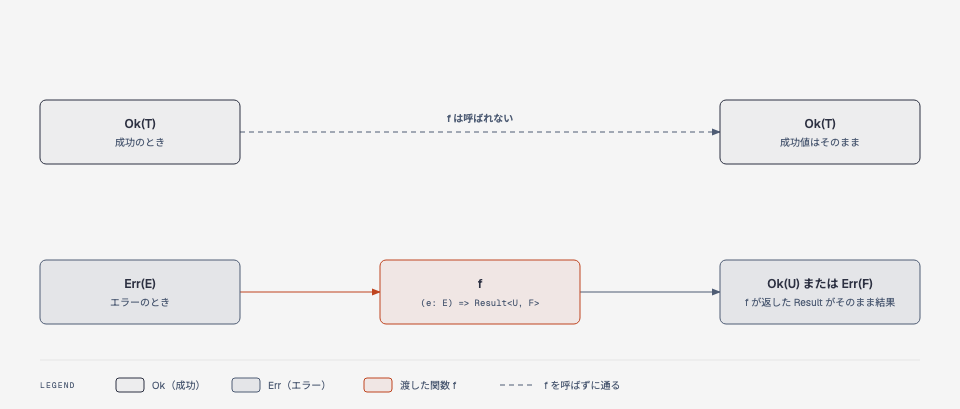 Ok(T)
成功のとき
f は呼ばれない
Ok(T)
成功値はそのまま
Err(E)
エラーのとき
f
(e: E) => Result<U, F>
Ok(U) または Err(F)
f が返した Result がそのまま結果
LEGEND
Ok（成功）
Err（エラー）
渡した関数 f
f を呼ばずに通る